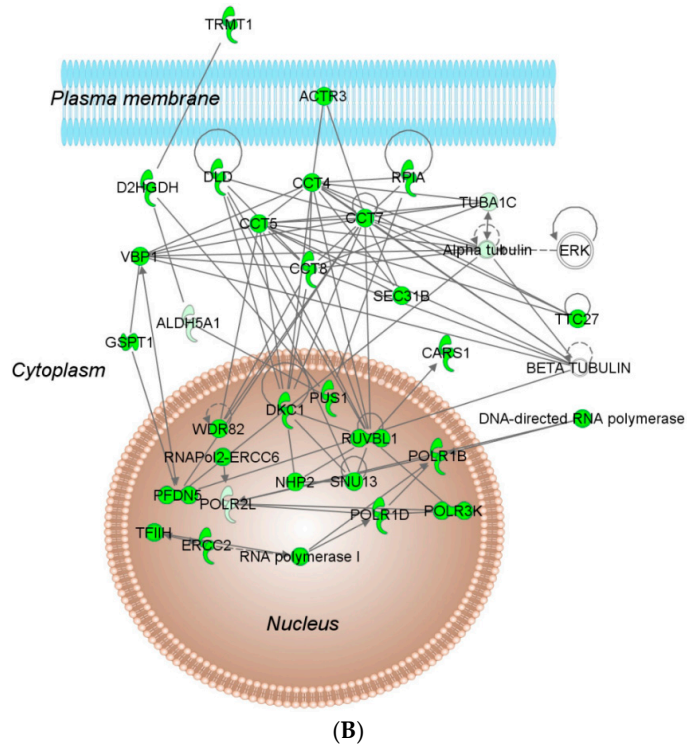 TRMT1
Plasma membrane
ACTR3
D2HGDH
DLD
CCT4
RPIA
TUBA1C
CCT5
CCT7
Alpha tubulin
ERK
VBP1
CCT8
SEC31B
ALDH5A1
TTC27
GSPT1
CARS1
Cytoplasm
BETA TUBULIN
PUS1
DKC1
WDR82
RUVBL1
DNA-directed RNA polymerase
RNAPol2-ERCC6
POLR1B
NHP2
SNU13
PFDN5
POLR2L
POLR1D
POLR3K
TFIIH
ERCC2
RNA polymerase I
Nucleus
(B)